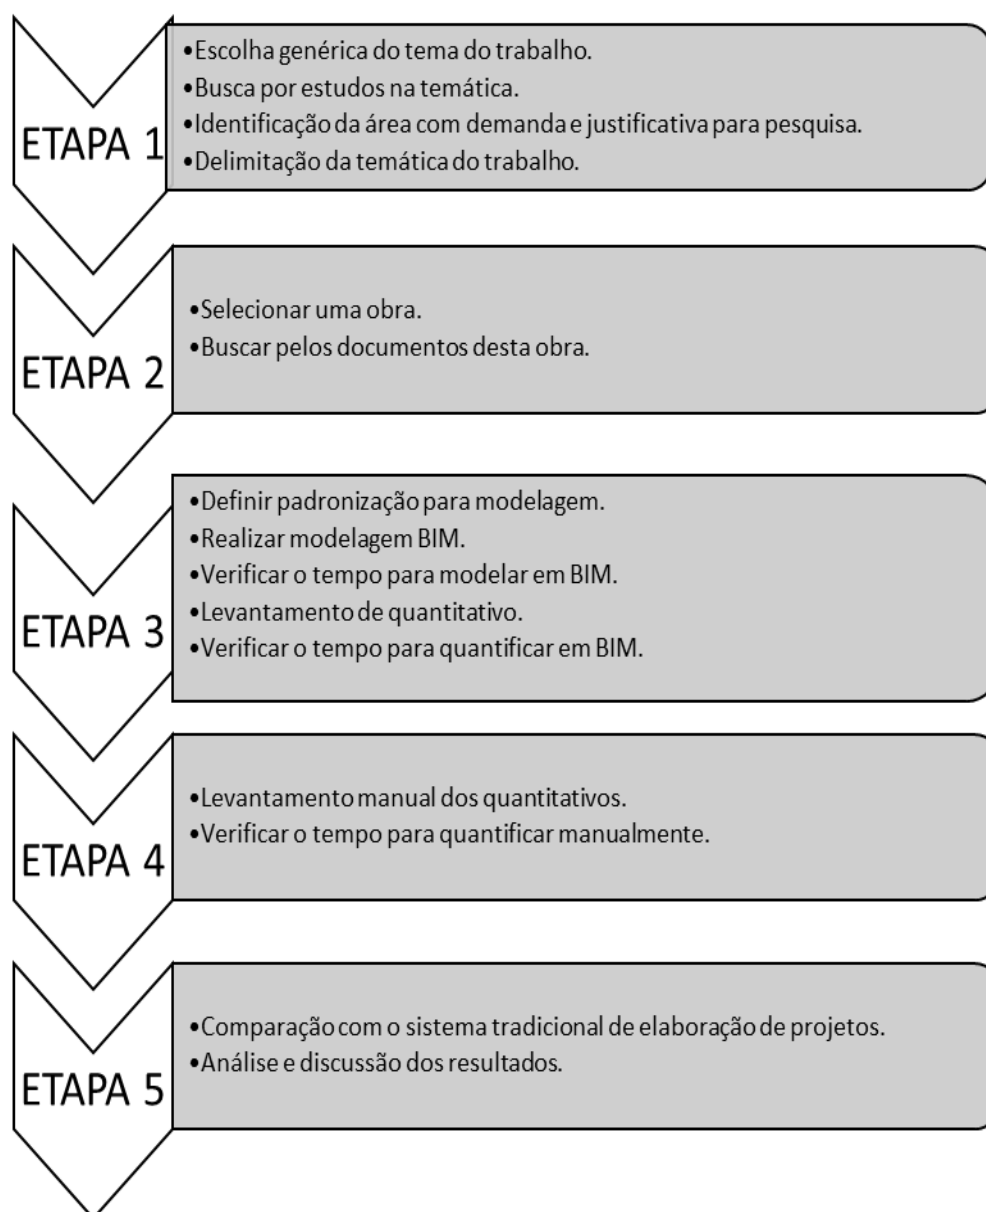 ETAPA 1
•Escolha genérica do tema do trabalho.
•Busca por estudos na temática.
•Identificação da área com demanda e justificativa para pesquisa.
•Delimitação da temática do trabalho.
ETAPA 2
•Selecionar uma obra.
•Buscar pelos documentos desta obra.
ETAPA 3
•Definir padronização para modelagem.
•Realizar modelagem BIM.
•Verificar o tempo para modelar em BIM.
•Levantamento de quantitativo.
•Verificar o tempo para quantificar em BIM.
ETAPA 4
•Levantamento manual dos quantitativos.
•Verificar o tempo para quantificar manualmente.
ETAPA 5
•Comparação com o sistema tradicional de elaboração de projetos.
•Análise e discussão dos resultados.